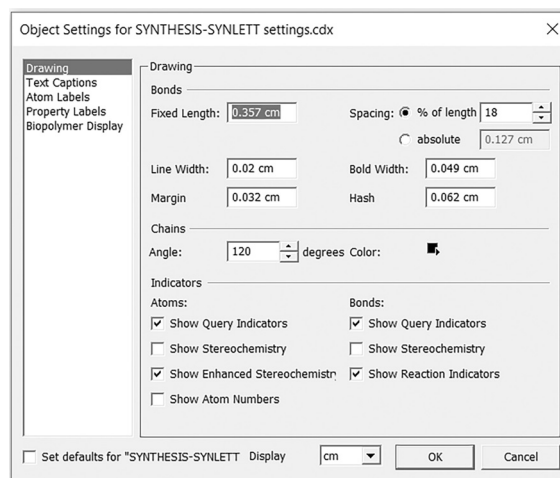 Object Settings for SYNTHESIS-SYNLETT settings.cdx
Drawing
Text Captions
Atom Labels
Property Labels
Biopolymer Display
Drawing
Bonds
Fixed Length: 0.357 cm Spacing: % of length 18
absolute 0.127 cm
Line Width: 0.02 cm Bold Width: 0.049 cm
Margin 0.032 cm Hash 0.062 cm
Chains
Angle: 120 degrees Color:
Indicators
Atoms: Bonds:
Show Query Indicators Show Query Indicators
Show Stereochemistry Show Stereochemistry
Show Enhanced Stereochemistry Show Reaction Indicators
Show Atom Numbers
Set defaults for "SYNTHESIS-SYNLETT Display cm OK Cancel